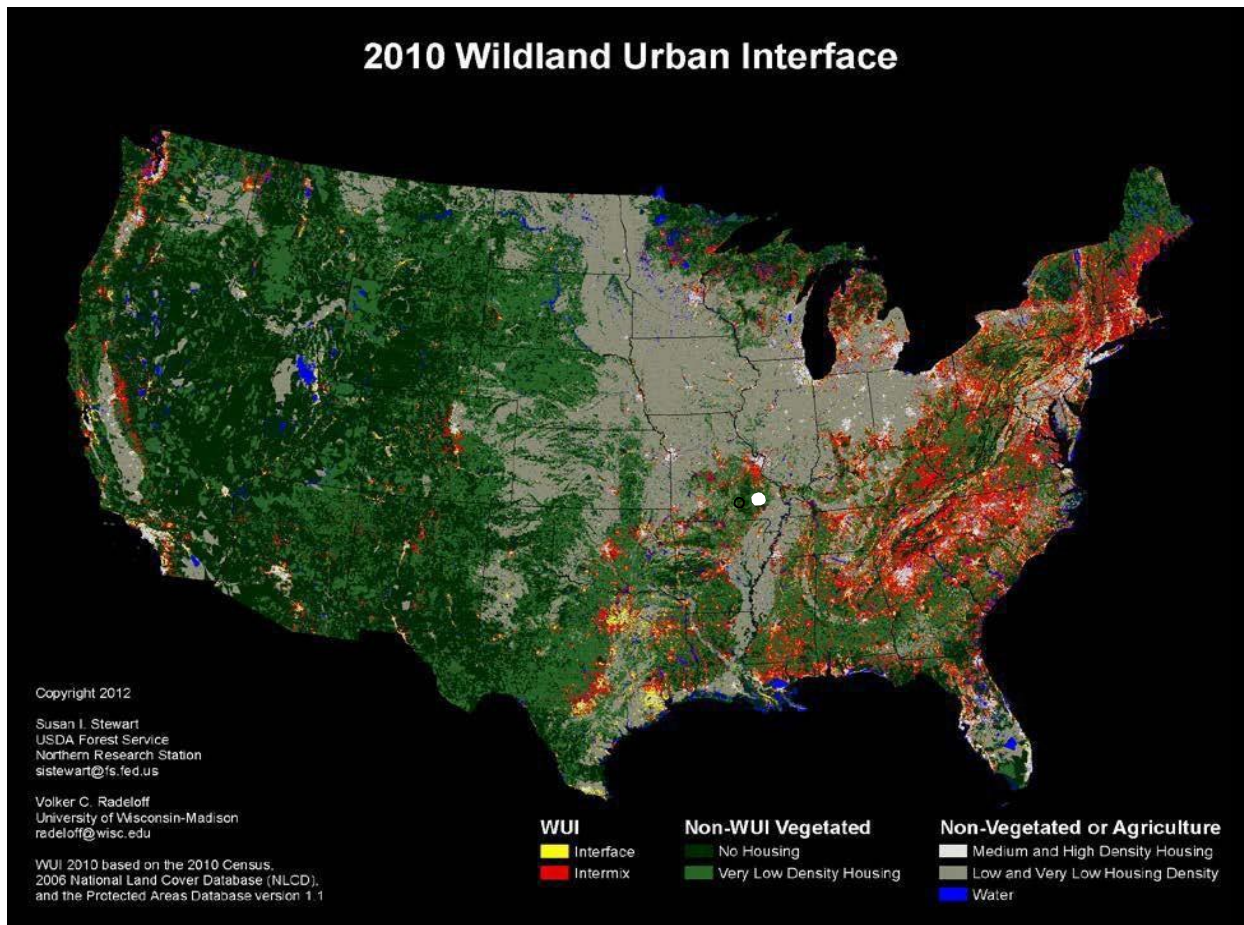 2010 Wildland Urban Interface
Copyright 2012
Susan I. Stewart
USDA Forest Service
Northern Research Station
sistewart@fs.fed.us
Volker C. Radeloff
University of Wisconsin-Madison
radeloff@wisc.edu
WUI 2010 based on the 2010 Census,
2006 National Land Cover Database (NLCD),
and the Protected Areas Database version 1.1
WUI
Interface
Intermix
Non-WUI Vegetated
No Housing
Very Low Density Housing
Non-Vegetated or Agriculture
Medium and High Density Housing
Low and Very Low Housing Density
Water